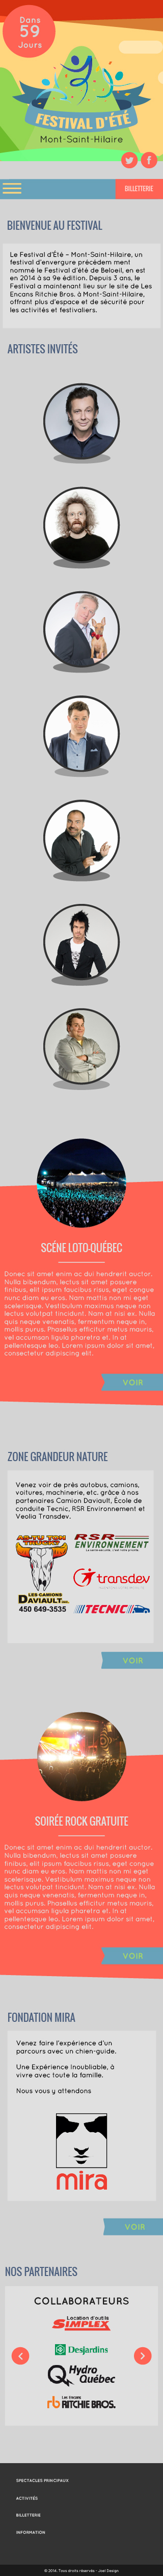 Dans
59
Jours
FESTIVAL D'ÉTÉ
Mont-Saint-Hilaire
BILLETTERIE
BIENVENUE AU FESTIVAL
Le Festival d'Été – Mont-Saint-Hilaire, un
festival d'envergure précédem ment
nommé le Festival d'été de Beloeil, en est
en 2014 à sa 9e édition. Depuis 3 ans, le
Festival a maintenant lieu sur le site de Les
Encans Ritchie Bros. à Mont-Saint-Hilaire,
offrant plus d'espace et de sécurité pour
les activités et festivaliers.
ARTISTES INVITÉS
SCÉNE LOTO-QUÉBEC
Donec sit amet enim ac dui hendrerit auctor.
Nulla bibendum, lectus sit amet posuere
finibus, elit ipsum faucibus risus, eget congue
nunc diam eu eros. Nam mattis non mi eget
scelerisque. Vestibulum maximus neque non
lectus volutpat tincidunt. Nam at nisi ex. Nulla
quis neque venenatis, fermentum neque in,
mollis purus. Phasellus efficitur metus mauris,
vel accumsan ligula pharetra et. In at
pellentesque leo. Lorem ipsum dolor sit amet,
consectetur adipiscing elit.
VOIR
ZONE GRANDEUR NATURE
Venez voir de près autobus, camions,
voitures, machinerie, etc. grâce à nos
partenaires Camion Daviault, École de
conduite Tecnic, RSR Environnement et
Veolia Transdev.
AS-TU TON
TRUCK?
LES CAMIONS
DAVIAULT INC.
450 649-3535
RSR
ENVIRONNEMENT
transdev
TECNIC
VOIR
SOIRÉE ROCK GRATUITE
Donec sit amet enim ac dui hendrerit auctor.
Nulla bibendum, lectus sit amet posuere
finibus, elit ipsum faucibus risus, eget congue
nunc diam eu eros. Nam mattis non mi eget
scelerisque. Vestibulum maximus neque non
lectus volutpat tincidunt. Nam at nisi ex. Nulla
quis neque venenatis, fermentum neque in,
mollis purus. Phasellus efficitur metus mauris,
vel accumsan ligula pharetra et. In at
pellentesque leo. Lorem ipsum dolor sit amet,
consectetur adipiscing elit.
VOIR
FONDATION MIRA
Venez faire l'expérience d'un
parcours avec un chien-guide.
Une Expérience Inoubliable, à
vivre avec toute la famille.
Nous vous y attendons
mira
VOIR
NOS PARTENAIRES
COLLABORATEURS
Location d'outils
SIMPLEX
Desjardins
Hydro
Québec
rb
Les Encans
RITCHIE BROS.
SPECTACLES PRINCIPAUX
ACTIVITÉS
BILLETTERIE
INFORMATION
© 2014. Tous droits réservés - Joel Design